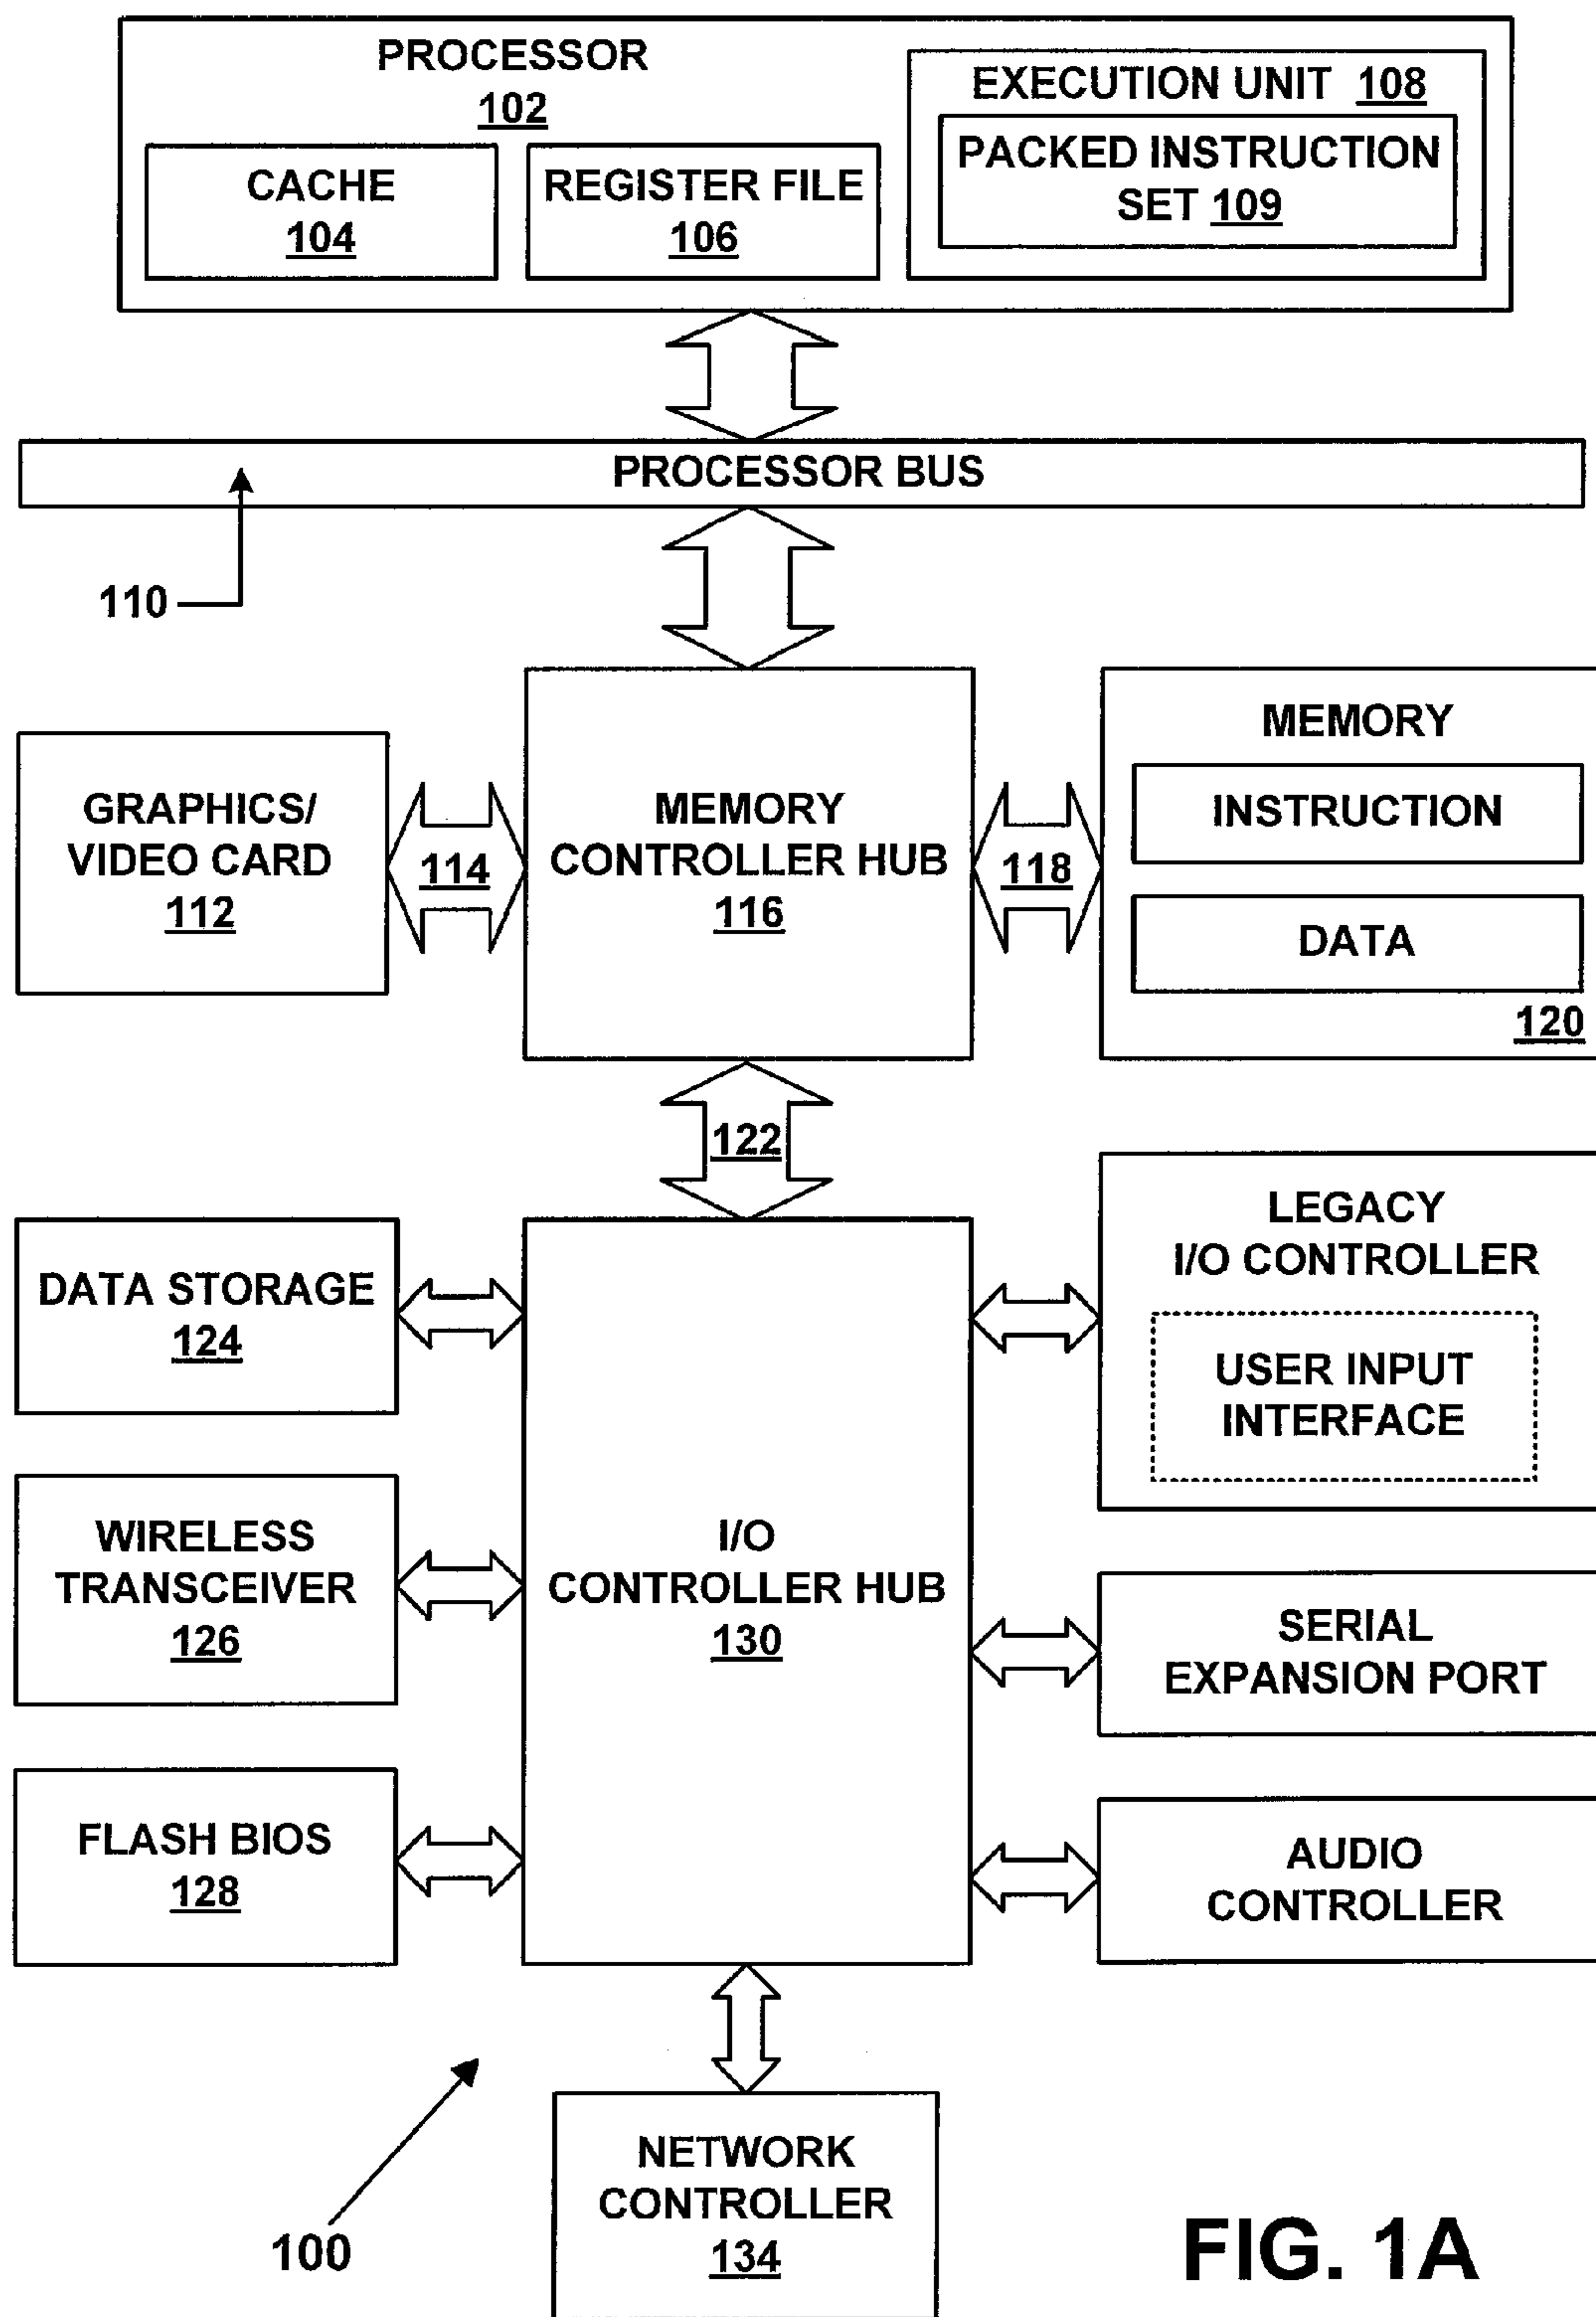 PROCESSOR
102
CACHE
104
REGISTER FILE
106
EXECUTION UNIT 108
PACKED INSTRUCTION
SET 109
PROCESSOR BUS
110
GRAPHICS/
VIDEO CARD
112
114
MEMORY
CONTROLLER HUB
116
118
MEMORY
INSTRUCTION
DATA
120
122
DATA STORAGE
124
WIRELESS
TRANSCEIVER
126
FLASH BIOS
128
I/O
CONTROLLER HUB
130
LEGACY
I/O CONTROLLER
USER INPUT
INTERFACE
SERIAL
EXPANSION PORT
AUDIO
CONTROLLER
NETWORK
CONTROLLER
134
100
FIG. 1A